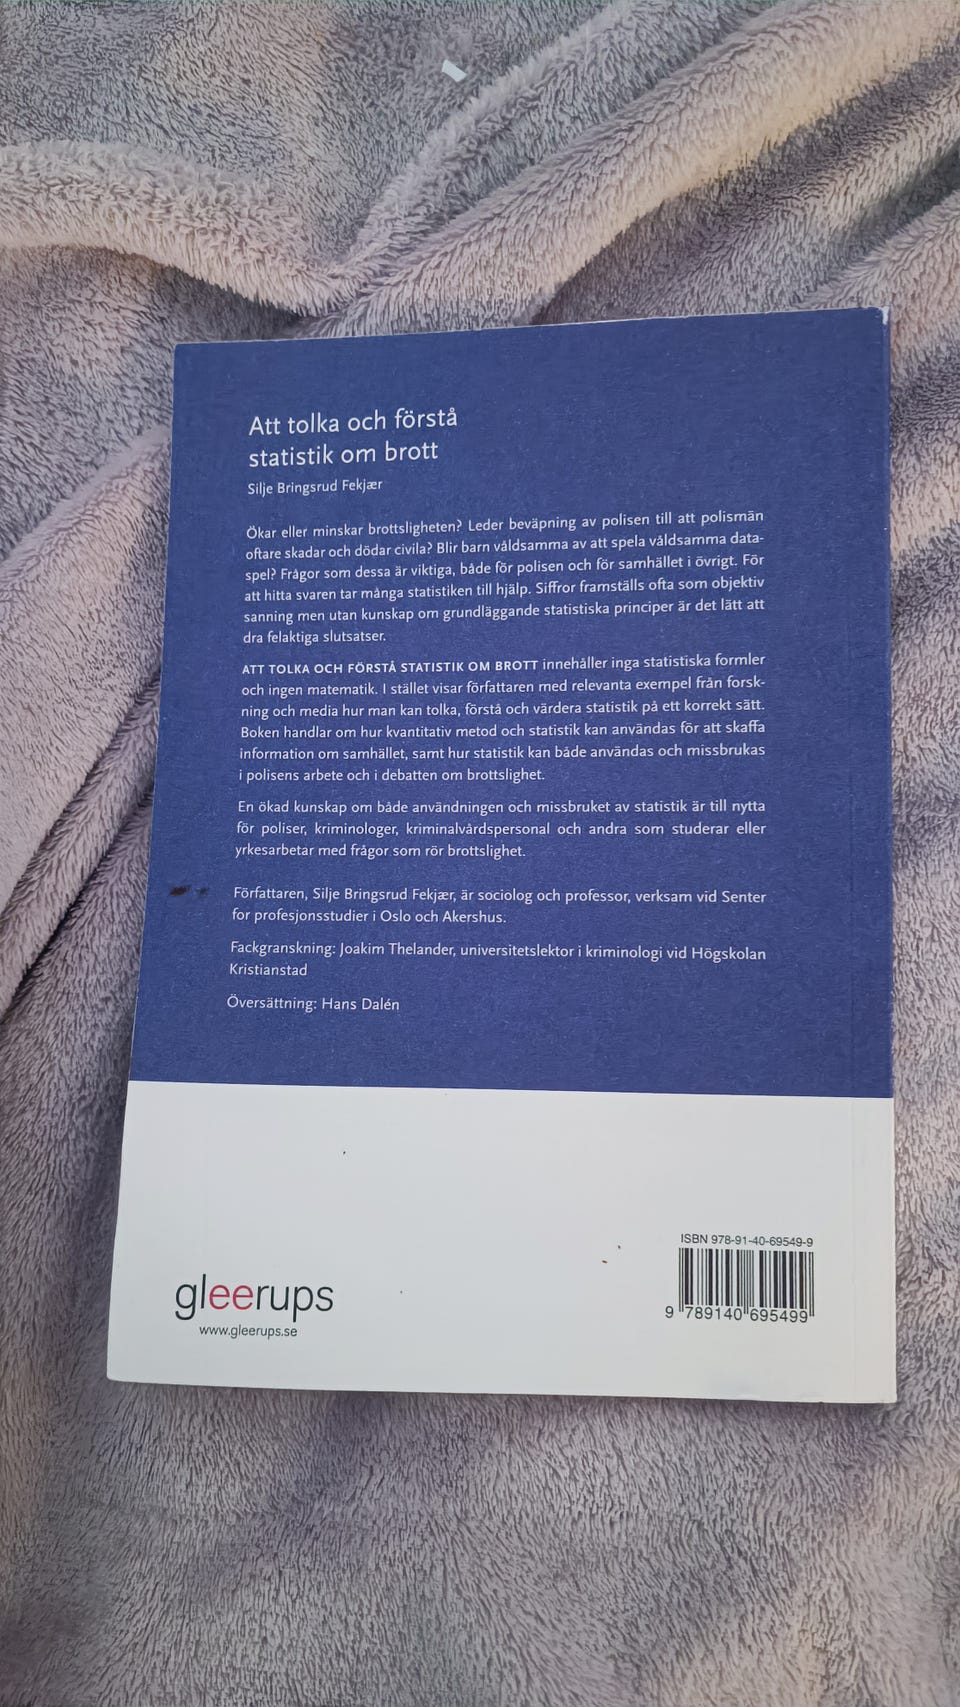 Att tolka och förstå
statistik om brott
Silje Bringsrud Fekjær
Ökar eller minskar brottsligheten? Leder beväpning av polisen till att polismän
oftare skadar och dödar civila? Blir barn våldsamma av att spela våldsamma data-
spel? Frågor som dessa är viktiga, både för polisen och för samhället i övrigt. För
att hitta svaren tar många statistiken till hjälp. Siffror framställs ofta som objektiv
sanning men utan kunskap om grundläggande statistiska principer är det lätt att
dra felaktiga slutsatser.
ATT TOLKA OCH FÖRSTÅ STATISTIK OM BROTT innehåller inga statistiska formler
och ingen matematik. I stället visar författaren med relevanta exempel från forsk-
ning och media hur man kan tolka, förstå och värdera statistik på ett korrekt sätt.
Boken handlar om hur kvantitativ metod och statistik kan användas för att skaffa
information om samhället, samt hur statistik kan både användas och missbrukas
i polisens arbete och i debatten om brottslighet.
En ökad kunskap om både användningen och missbruket av statistik är till nytta
för poliser, kriminologer, kriminalvårdspersonal och andra som studerar eller
yrkesarbetar med frågor som rör brottslighet.
Författaren, Silje Bringsrud Fekjær, är sociolog och professor, verksam vid Senter
for profesjonsstudier i Oslo och Akershus.
Fackgranskning: Joakim Thelander, universitetslektor i kriminologi vid Högskolan
Kristianstad
Översättning: Hans Dalén
ISBN 978-91-40-69549-9
9 789140 695499
gleerups
www.gleerups.se